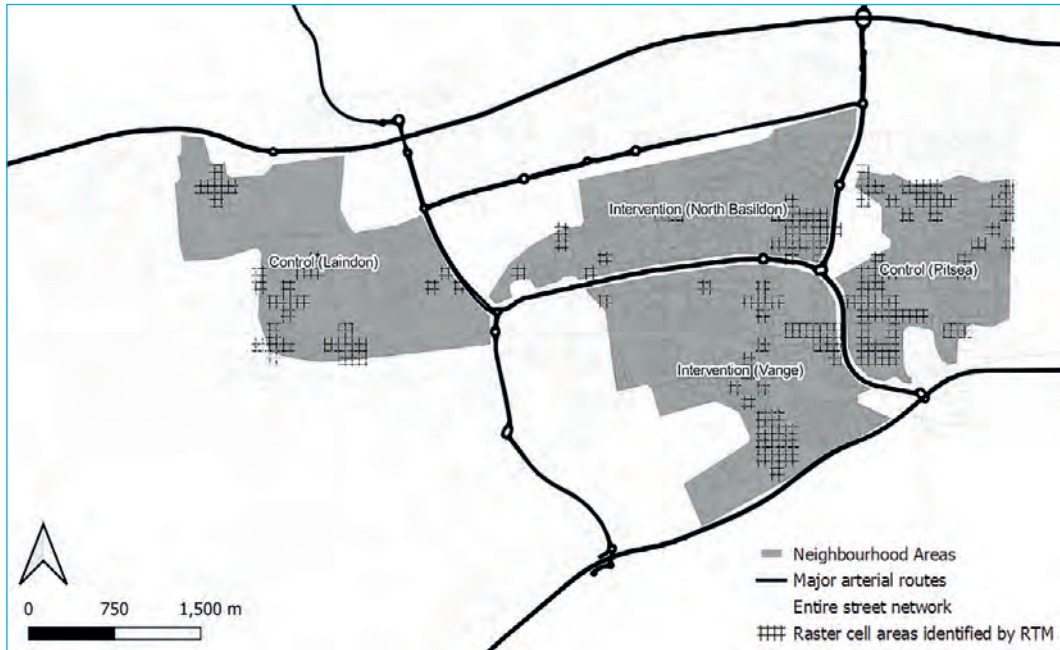 Intervention (North Basildon)
Control (Laindon)
Control (Pitsea)
Intervention (Vange)
Neighbourhood Areas
Major arterial routes
Entire street network
Raster cell areas identified by RTM
0 750 1,500 m